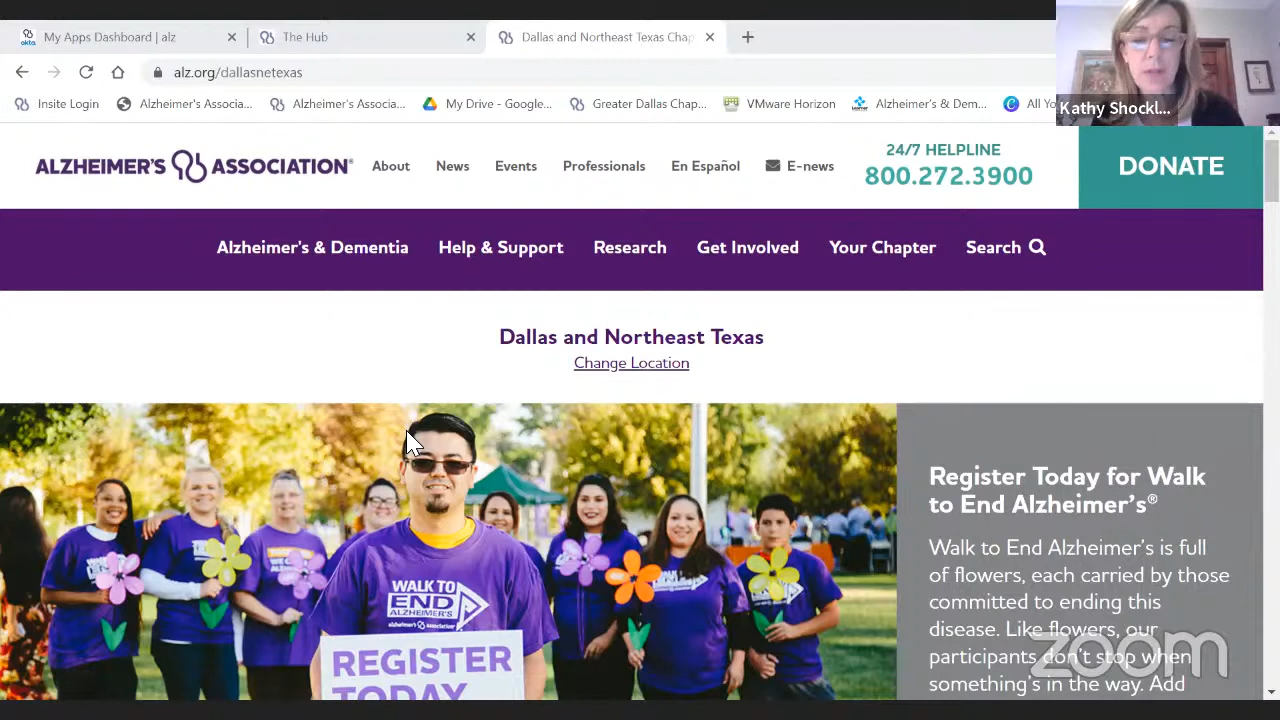 My Apps Dashboard | alz
The Hub
Dallas and Northeast Texas Chap
okta
alz.org/dallasnetexas
Insite Login
Alzheimer's Associa...
Alzheimer's Associa...
My Drive - Google...
Greater Dallas Chap...
VMware Horizon
Alzheimer's & Dem...
All Yo
Kathy Shockl...
ALZHEIMER'S ASSOCIATION®
About
News
Events
Professionals
En Español
E-news
24/7 HELPLINE
800.272.3900
DONATE
Alzheimer's & Dementia
Help & Support
Research
Get Involved
Your Chapter
Search
Dallas and Northeast Texas
Change Location
WALK TO
END
ALZHEIMER'S
alzheimer's association
REGISTER
TODAY
Register Today for Walk
to End Alzheimer's®
Walk to End Alzheimer's is full
of flowers, each carried by those
committed to ending this
disease. Like flowers, our
participants don't stop when
something's in the way. Add
zoom